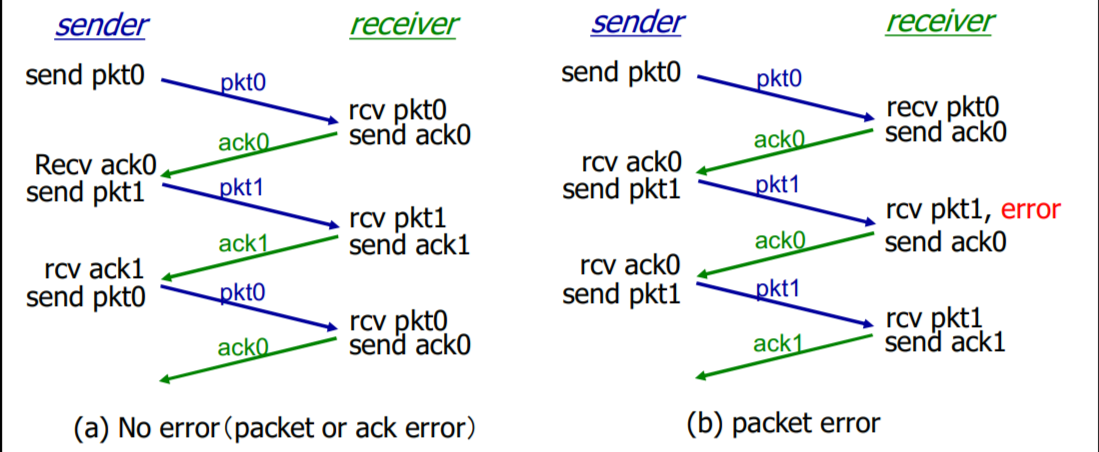 sender
receiver
send pkt0
pkt0
rcv pkt0
send ack0
ack0
Recv ack0
send pkt1
pkt1
rcv pkt1
send ack1
ack1
rcv ack1
send pkt0
pkt0
rcv pkt0
send ack0
ack0
(a) No error(packet or ack error)
sender
receiver
send pkt0
pkt0
recv pkt0
send ack0
ack0
rcv ack0
send pkt1
pkt1
rcv pkt1, error
send ack0
ack0
rcv ack0
send pkt1
pkt1
rcv pkt1
send ack1
ack1
(b) packet error